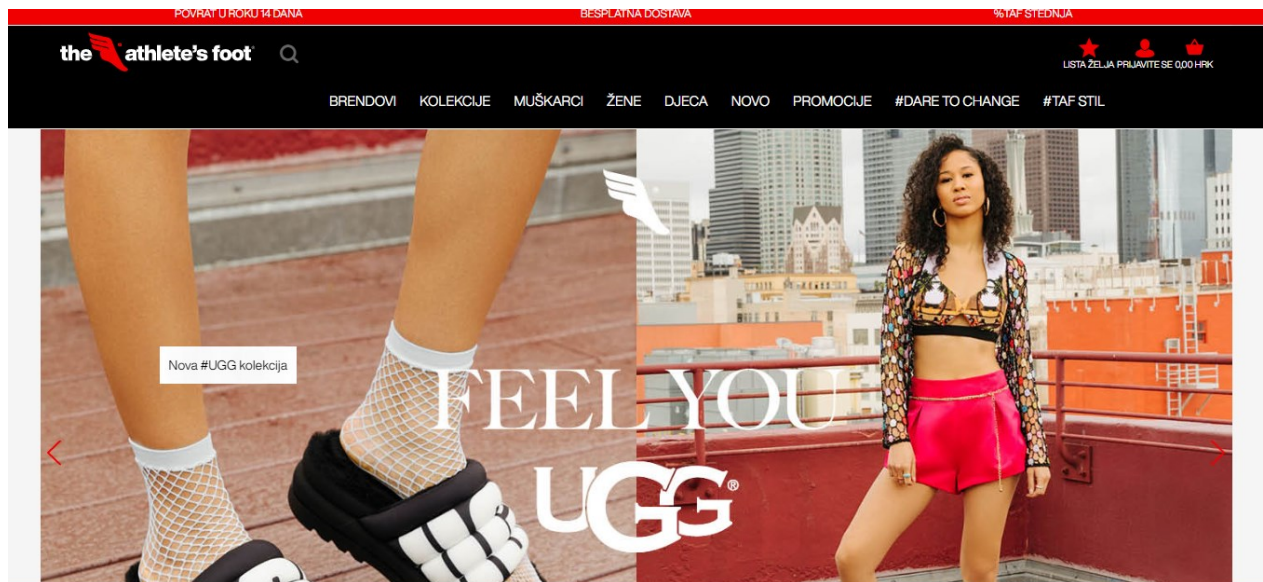 POVRAT U ROKU 14 DANA
BESPLATNA DOSTAVA
%TAF ŠTEDNJA
the athlete's foot
LISTA ŽELJA PRIJAVITE SE 0,00 HRK
BRENDOVI KOLEKCIJE MUŠKARCI ŽENE DJECA NOVO PROMOCIJE #DARE TO CHANGE #TAF STIL
Nova #UGG kolekcija
FEEL YOU
UGG®